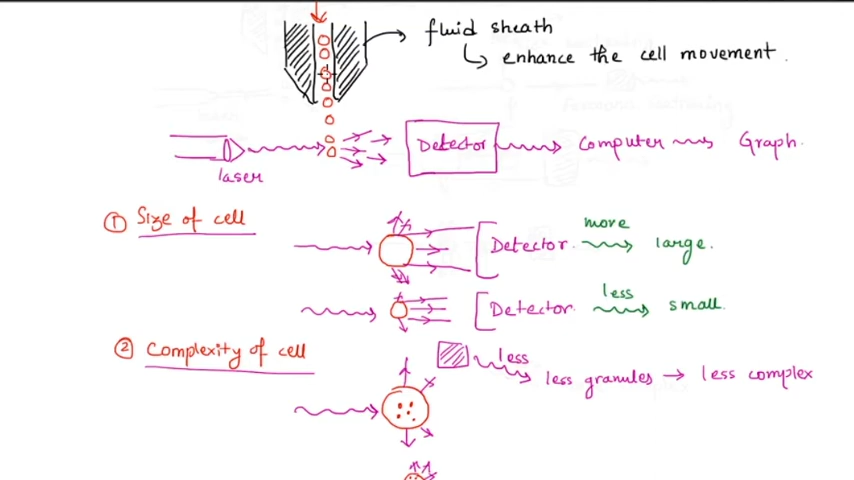 fluid sheath
enhance the cell movement.
Detector
Computer
Graph.
laser
① Size of cell
Detector.
more
large.
Detector.
less
small.
② Complexity of cell
less
less granules → less complex